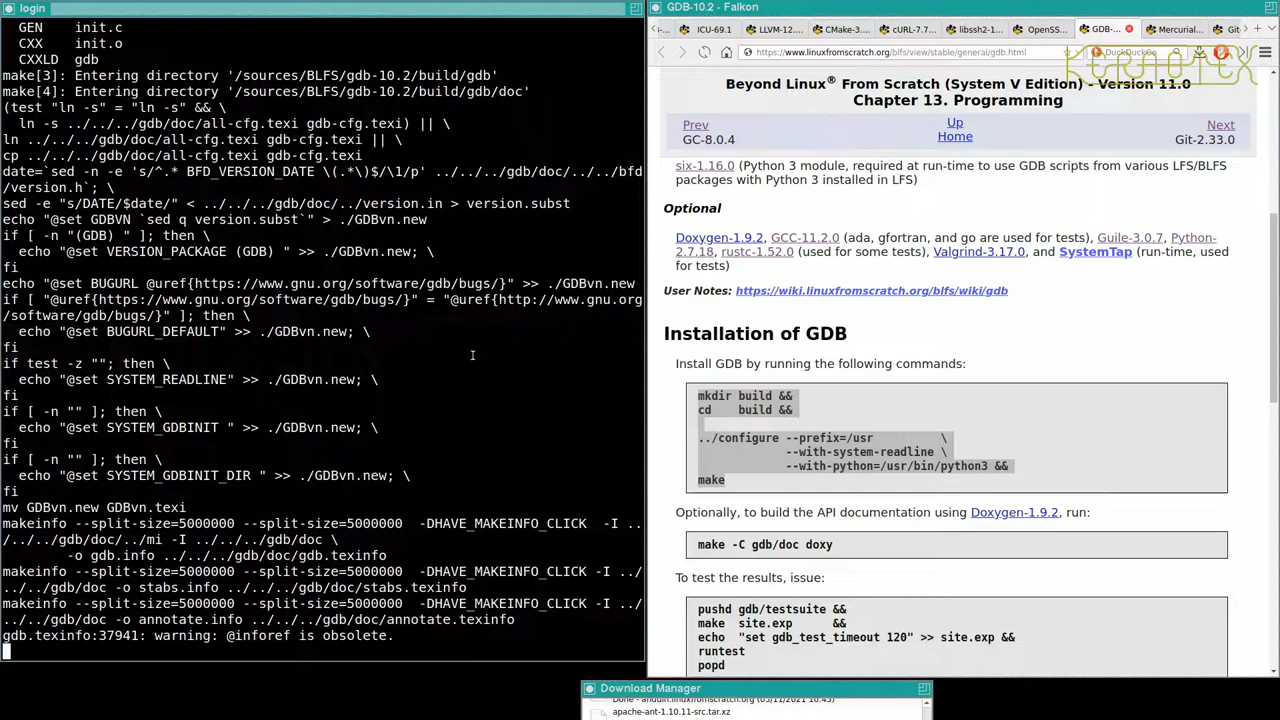 login
GEN     init.c
CXX     init.o
CXXLD  gdb
make[3]: Entering directory '/sources/BLFS/gdb-10.2/build/gdb'
make[4]: Entering directory '/sources/BLFS/gdb-10.2/build/gdb/doc'
(test "ln -s" = "ln -s" && \
ln -s ../../../gdb/doc/all-cfg.texi gdb-cfg.texi) || \
ln ../../../gdb/doc/all-cfg.texi gdb-cfg.texi || \
cp ../../../gdb/doc/all-cfg.texi gdb-cfg.texi
date=`sed -n -e 's/^.* BFD_VERSION_DATE \(.*\)$/\1/p' ../../../gdb/doc/../../bfd
/version.h`; \
sed -e "s/DATE/$date/" < ../../../gdb/doc/../version.in > version.subst
echo "@set GDBVN `sed q version.subst`" > ./GDBvn.new
if [ -n "(GDB) " ]; then \
echo "@set VERSION_PACKAGE (GDB) " >> ./GDBvn.new; \
fi
echo "@set BUGURL @uref{https://www.gnu.org/software/gdb/bugs/}" >> ./GDBvn.new
if [ "@uref{https://www.gnu.org/software/gdb/bugs/}" = "@uref{http://www.gnu.org
/software/gdb/bugs/}" ]; then \
echo "@set BUGURL_DEFAULT" >> ./GDBvn.new; \
fi
if test -z ""; then \
echo "@set SYSTEM_READLINE" >> ./GDBvn.new; \
fi
if [ -n "" ]; then \
echo "@set SYSTEM_GDBINIT " >> ./GDBvn.new; \
fi
if [ -n "" ]; then \
echo "@set SYSTEM_GDBINIT_DIR " >> ./GDBvn.new; \
fi
mv GDBvn.new GDBvn.texi
makeinfo --split-size=5000000 --split-size=5000000  -DHAVE_MAKEINFO_CLICK  -I ..
/../../gdb/doc/../mi -I ../../../gdb/doc \
-o gdb.info ../../../gdb/doc/gdb.texinfo
makeinfo --split-size=5000000 --split-size=5000000  -DHAVE_MAKEINFO_CLICK -I ../
../../gdb/doc -o stabs.info ../../../gdb/doc/stabs.texinfo
makeinfo --split-size=5000000 --split-size=5000000  -DHAVE_MAKEINFO_CLICK -I ../
../../gdb/doc -o annotate.info ../../../gdb/doc/annotate.texinfo
gdb.texinfo:37941: warning: @inforef is obsolete.
GDB-10.2 - Falkon
ICU-69.1 LLVM-12.... CMake-3.... cURL-7.7... libssh2-1... OpenSS... GDB-... Mercurial... Git-
https://www.linuxfromscratch.org/blfs/view/stable/general/gdb.html
DuckDuckGo
KERNOTEX
Beyond Linux® From Scratch (System V Edition) - Version 11.0
Chapter 13. Programming
Prev Up Next
GC-8.0.4 Home Git-2.33.0
six-1.16.0 (Python 3 module, required at run-time to use GDB scripts from various LFS/BLFS
packages with Python 3 installed in LFS)
Optional
Doxygen-1.9.2, GCC-11.2.0 (ada, gfortran, and go are used for tests), Guile-3.0.7, Python-
2.7.18, rustc-1.52.0 (used for some tests), Valgrind-3.17.0, and SystemTap (run-time, used
for tests)
User Notes: https://wiki.linuxfromscratch.org/blfs/wiki/gdb
Installation of GDB
Install GDB by running the following commands:
mkdir build &&
cd    build &&
../configure --prefix=/usr          \
--with-system-readline \
--with-python=/usr/bin/python3 &&
make
Optionally, to build the API documentation using Doxygen-1.9.2, run:
make -C gdb/doc doxy
To test the results, issue:
pushd gdb/testsuite &&
make  site.exp      &&
echo  "set gdb_test_timeout 120" >> site.exp &&
runtest
popd
Download Manager
Done - anduin.linuxfromscratch.org (05/11/2021 10:45)
apache-ant-1.10.11-src.tar.xz